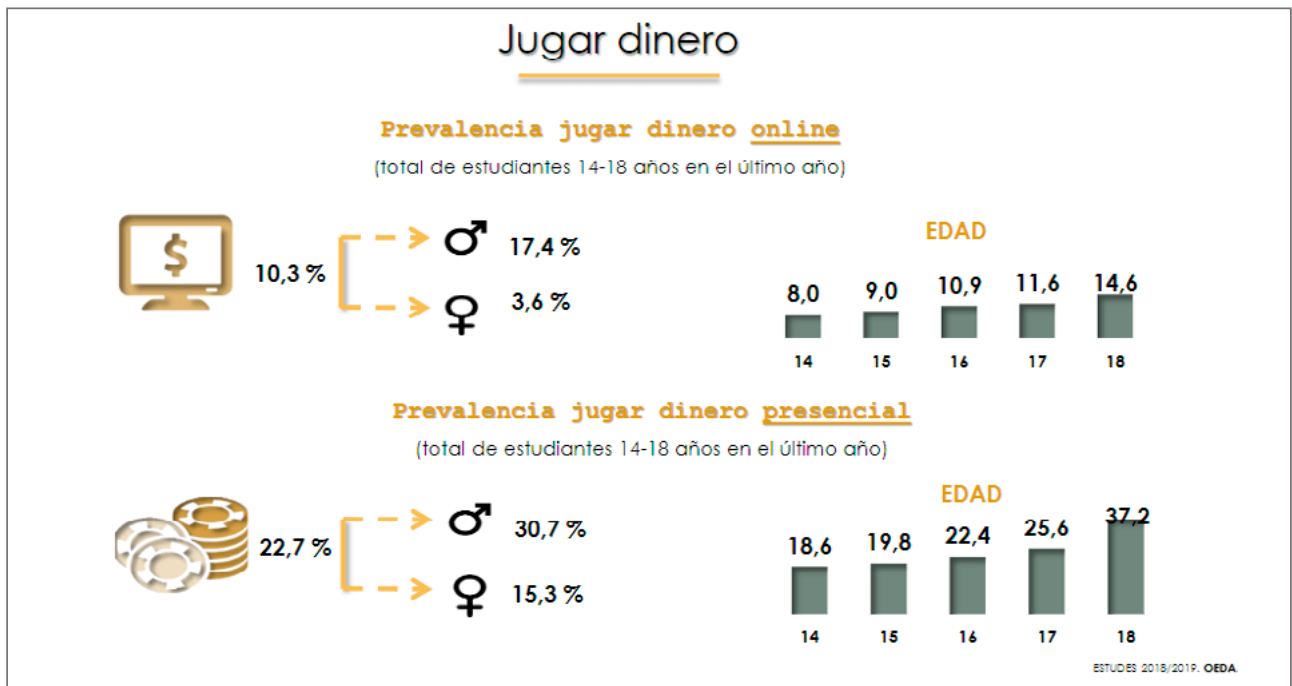 Jugar dinero
Prevalencia jugar dinero online
(total de estudiantes 14-18 años en el último año)
$
10,3 %
17,4 %
3,6 %
EDAD
8,0 9,0 10,9 11,6 14,6
14 15 16 17 18
Prevalencia jugar dinero presencial
(total de estudiantes 14-18 años en el último año)
22,7 %
30,7 %
15,3 %
EDAD
18,6 19,8 22,4 25,6 37,2
14 15 16 17 18
ESTUDES 2018/2019. OEDA.